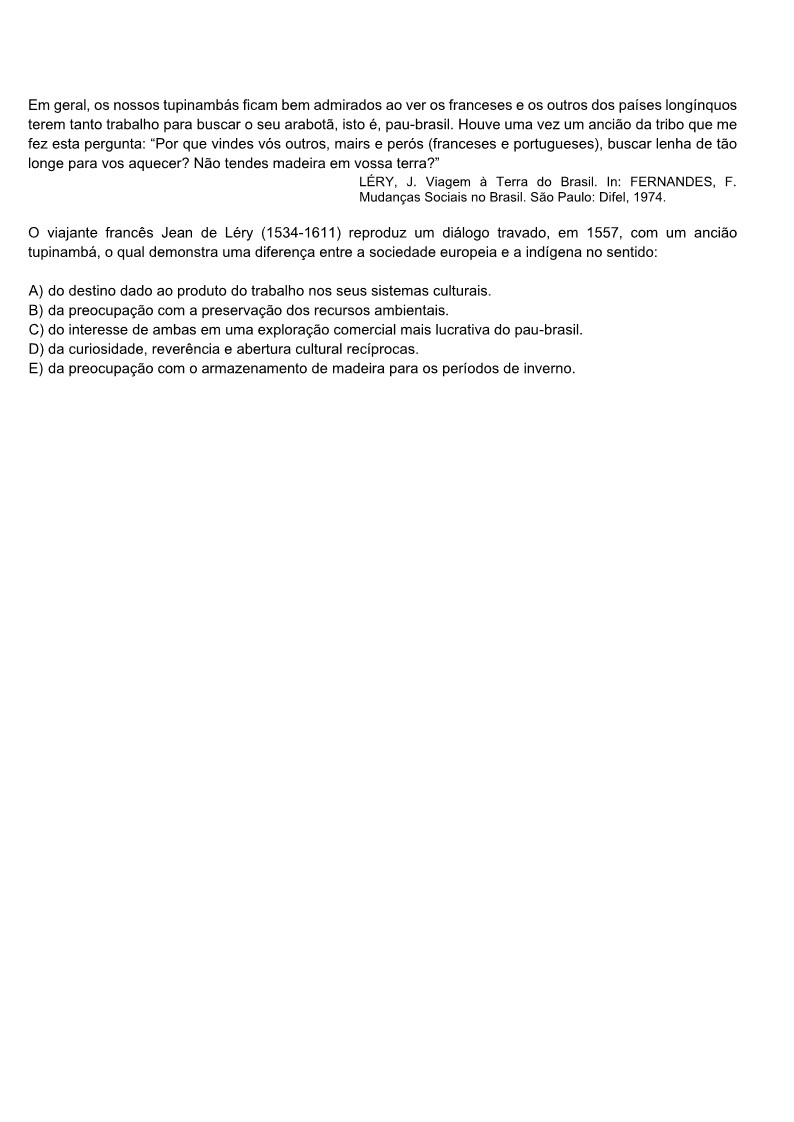 Em geral, os nossos tupinambás ficam bem admirados ao ver os franceses e os outros dos países longínquos
terem tanto trabalho para buscar o seu arabotã, isto é, pau-brasil. Houve uma vez um ancião da tribo que me
fez esta pergunta: “Por que vindes vós outros, mairs e perós (franceses e portugueses), buscar lenha de tão
longe para vos aquecer? Não tendes madeira em vossa terra?”
LÉRY, J. Viagem à Terra do Brasil. In: FERNANDES, F.
Mudanças Sociais no Brasil. São Paulo: Difel, 1974.
O viajante francês Jean de Léry (1534-1611) reproduz um diálogo travado, em 1557, com um ancião
tupinambá, o qual demonstra uma diferença entre a sociedade europeia e a indígena no sentido:
A) do destino dado ao produto do trabalho nos seus sistemas culturais.
B) da preocupação com a preservação dos recursos ambientais.
C) do interesse de ambas em uma exploração comercial mais lucrativa do pau-brasil.
D) da curiosidade, reverência e abertura cultural recíprocas.
E) da preocupação com o armazenamento de madeira para os períodos de inverno.